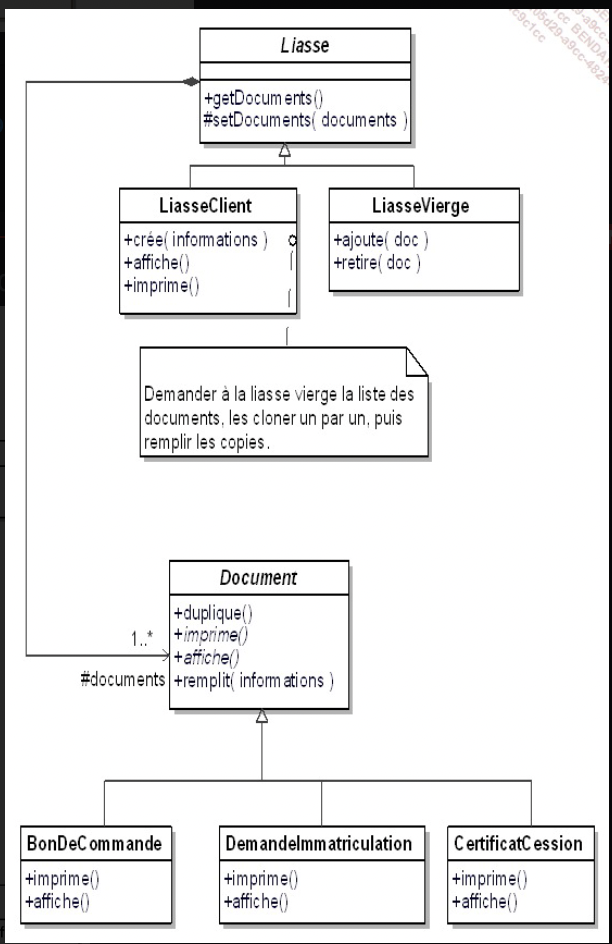 Liasse
+getDocuments()
#setDocuments( documents )
LiasseClient
+crée( informations )
+affiche()
+imprime()
LiasseVierge
+ajoute( doc )
+retire( doc )
Demander à la liasse vierge la liste des
documents, les cloner un par un, puis
remplir les copies.
Document
+duplique()
+imprime()
+affiche()
+remplit( informations )
1..*
#documents
BonDeCommande
+imprime()
+affiche()
DemandeImmatriculation
+imprime()
+affiche()
CertificatCession
+imprime()
+affiche()